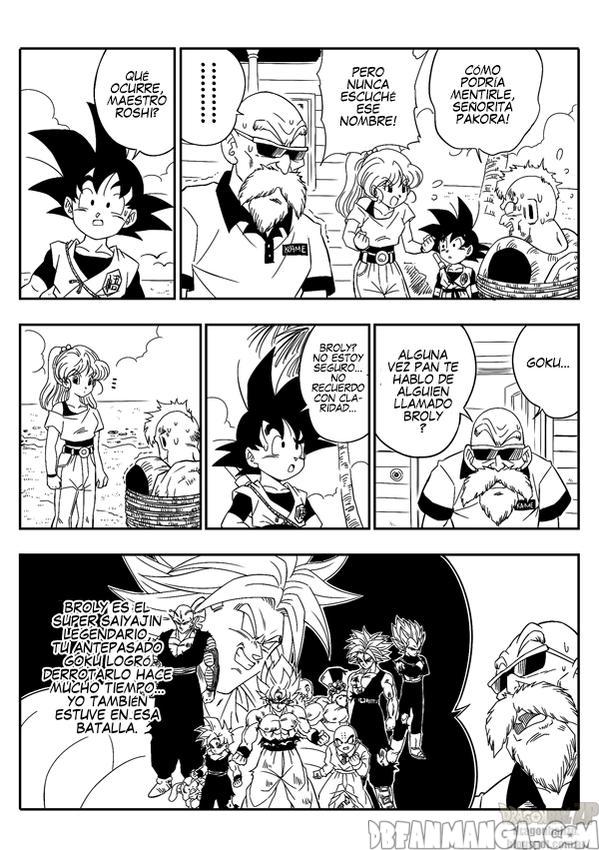 QUÉ
OCURRE,
MAESTRO
ROSHI?
PERO
NUNCA
ESCUCHÉ
ESE
NOMBRE!
CÓMO
PODRÍA
MENTIRLE,
SEÑORITA
PAKORA!
KAME
BROLY?
NO ESTOY
SEGURO...
NO
RECUERDO
CON CLA-
RIDAD...
ALGUNA
VEZ PAN TE
HABLO DE
ALGUIEN
LLAMADO
BROLY
?
GOKU...
KAME
BROLY ES EL
SUPER SAIYAJIN
LEGENDARIO,
TU ANTEPASADO
GOKU LOGRÓ
DERROTARLO HACE
MUCHO TIEMPO...
YO TAMBIÉN
ESTUVE EN ESA
BATALLA.
DBFANMANGA.COM